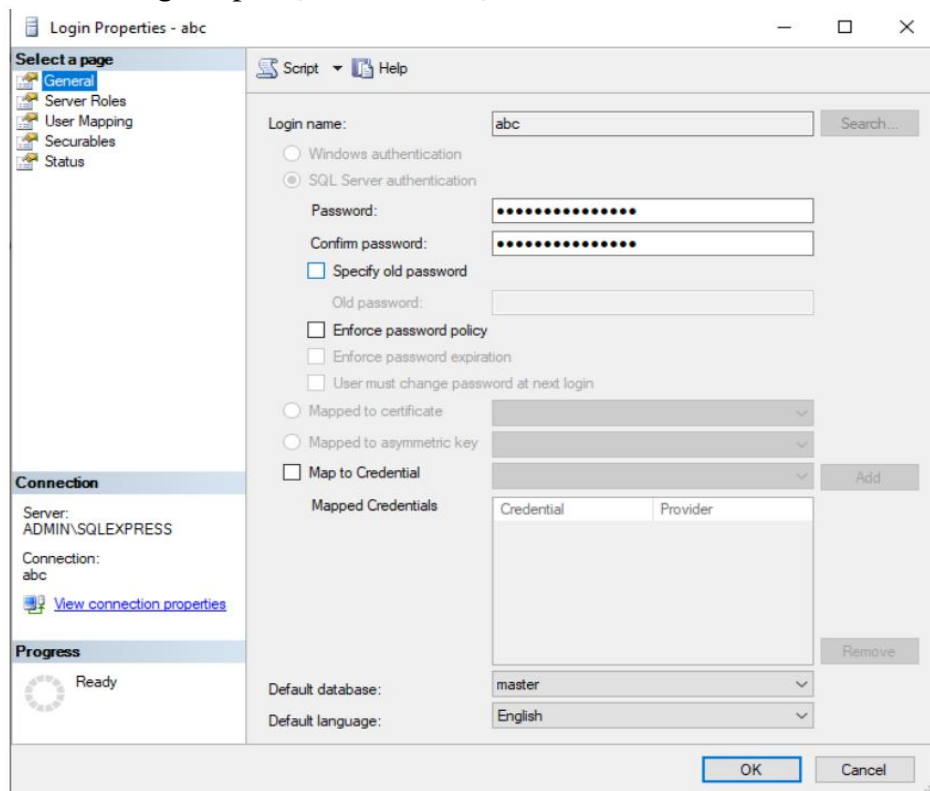 Login Properties - abc
Select a page
General
Server Roles
User Mapping
Securables
Status
Script
Help
Login name:
abc
Search...
Windows authentication
SQL Server authentication
Password:
●●●●●●●●●●●●●●●
Confirm password:
●●●●●●●●●●●●●●●
Specify old password
Old password:
Enforce password policy
Enforce password expiration
User must change password at next login
Mapped to certificate
Mapped to asymmetric key
Map to Credential
Add
Mapped Credentials
Credential Provider
Remove
Default database:
master
Default language:
English
Connection
Server:
ADMIN\SQLEXPRESS
Connection:
abc
View connection properties
Progress
Ready
OK
Cancel